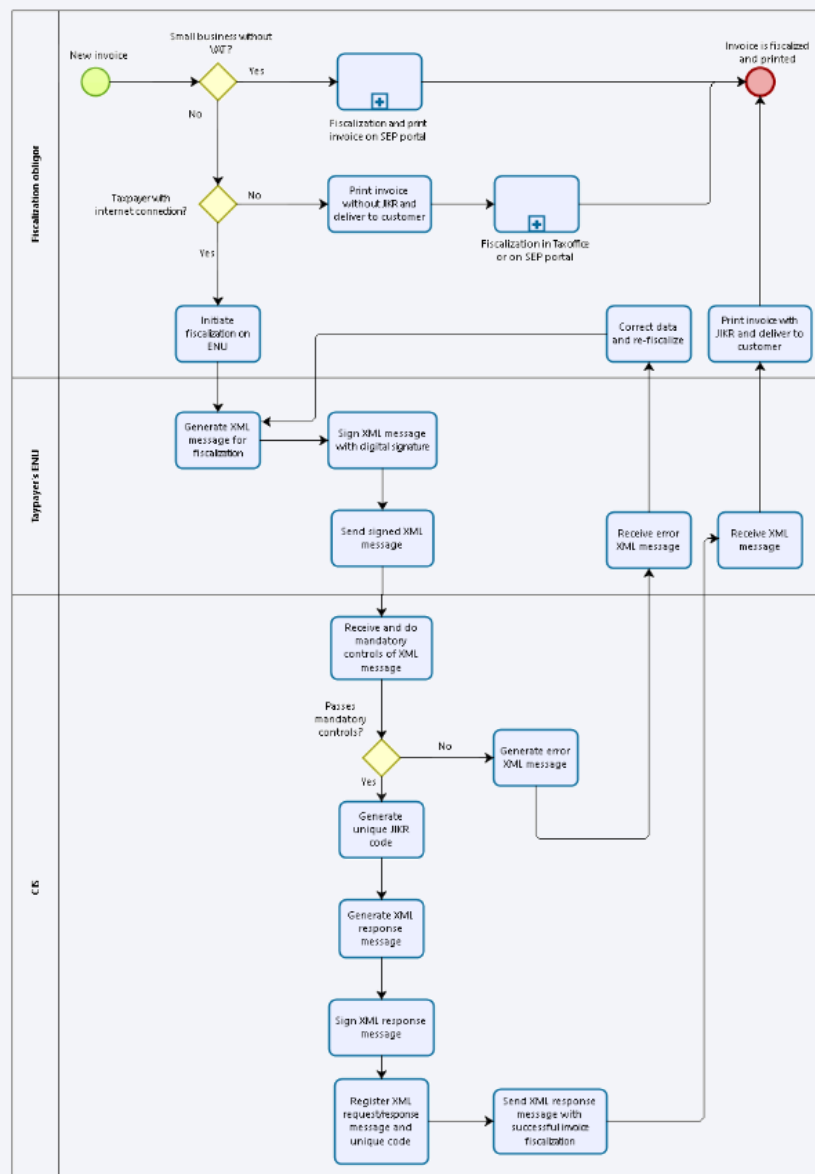 Small business without
VAT?
New invoice
Yes
Invoice is fiscalized
and printed
No
Fiscalization and print
invoice on SEP portal
Fiscalization obligor
Taxpayer with
internet connection?
No
Print invoice
without JIKR and
deliver to customer
Fiscalization in Taxoffice
or on SEP portal
Yes
Initiate
fiscalization on
ENU
Correct data
and re-fiscalize
Print invoice with
JIKR and deliver to
customer
Taypayer's ENU
Generate XML
message for
fiscalization
Sign XML message
with digital signature
Send signed XML
message
Receive error
XML message
Receive XML
message
CIS
Receive and do
mandatory
controls of XML
message
Passes
mandatory
controls?
No
Generate error
XML message
Yes
Generate
unique JIKR
code
Generate XML
response
message
Sign XML response
message
Register XML
request/response
message and
unique code
Send XML response
message with
successful invoice
fiscalization